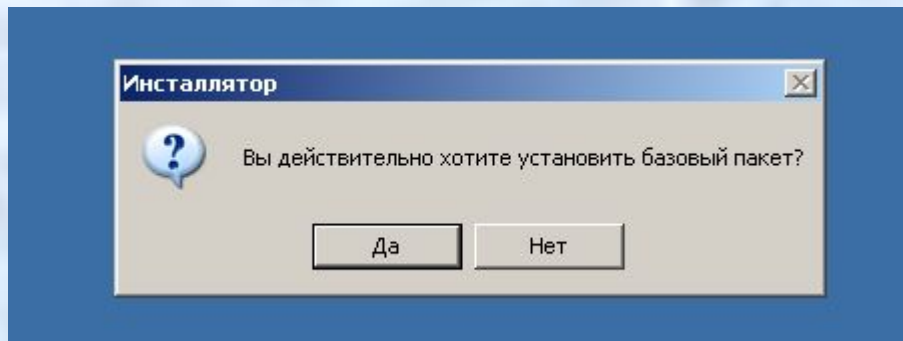 Инсталлятор
Вы действительно хотите установить базовый пакет?
Да
Нет